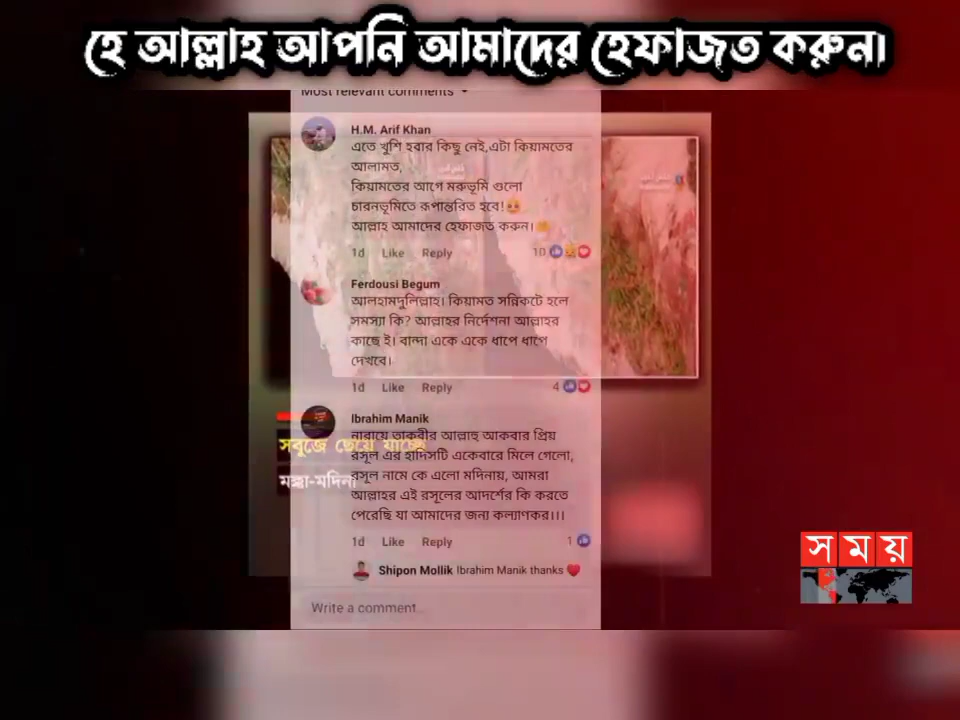 হে আল্লাহ আপনি আমাদের হেফাজত করুন।
Most relevant comments
H.M. Arif Khan
এতে খুশি হবার কিছু নেই,এটা কিয়ামতের
আলামত,
কিয়ামতের আগে মরুভূমি গুলো
চারনভূমিতে রূপান্তরিত হবে!
আল্লাহ আমাদের হেফাজত করুন।
1d Like Reply 10
Ferdousi Begum
আলহামদুলিল্লাহ। কিয়ামত সন্নিকটে হলে
সমস্যা কি? আল্লাহর নির্দেশনা আল্লাহর
কাছে ই। বান্দা একে একে ধাপে ধাপে
দেখবে।
1d Like Reply 4
Ibrahim Manik
নারায়ে তাকবীর আল্লাহু আকবার প্রিয়
রসূল এর হাদিসটি একেবারে মিলে গেলো,
রসূল নামে কে এলো মদিনায়, আমরা
আল্লাহর এই রসূলের আদর্শের কি করতে
পেরেছি যা আমাদের জন্য কল্যাণকর।।।
1d Like Reply 1
Shipon Mollik Ibrahim Manik thanks
Write a comment...
সবুজে ছেয়ে যাচ্ছে
মক্কা-মদিনা
সময়